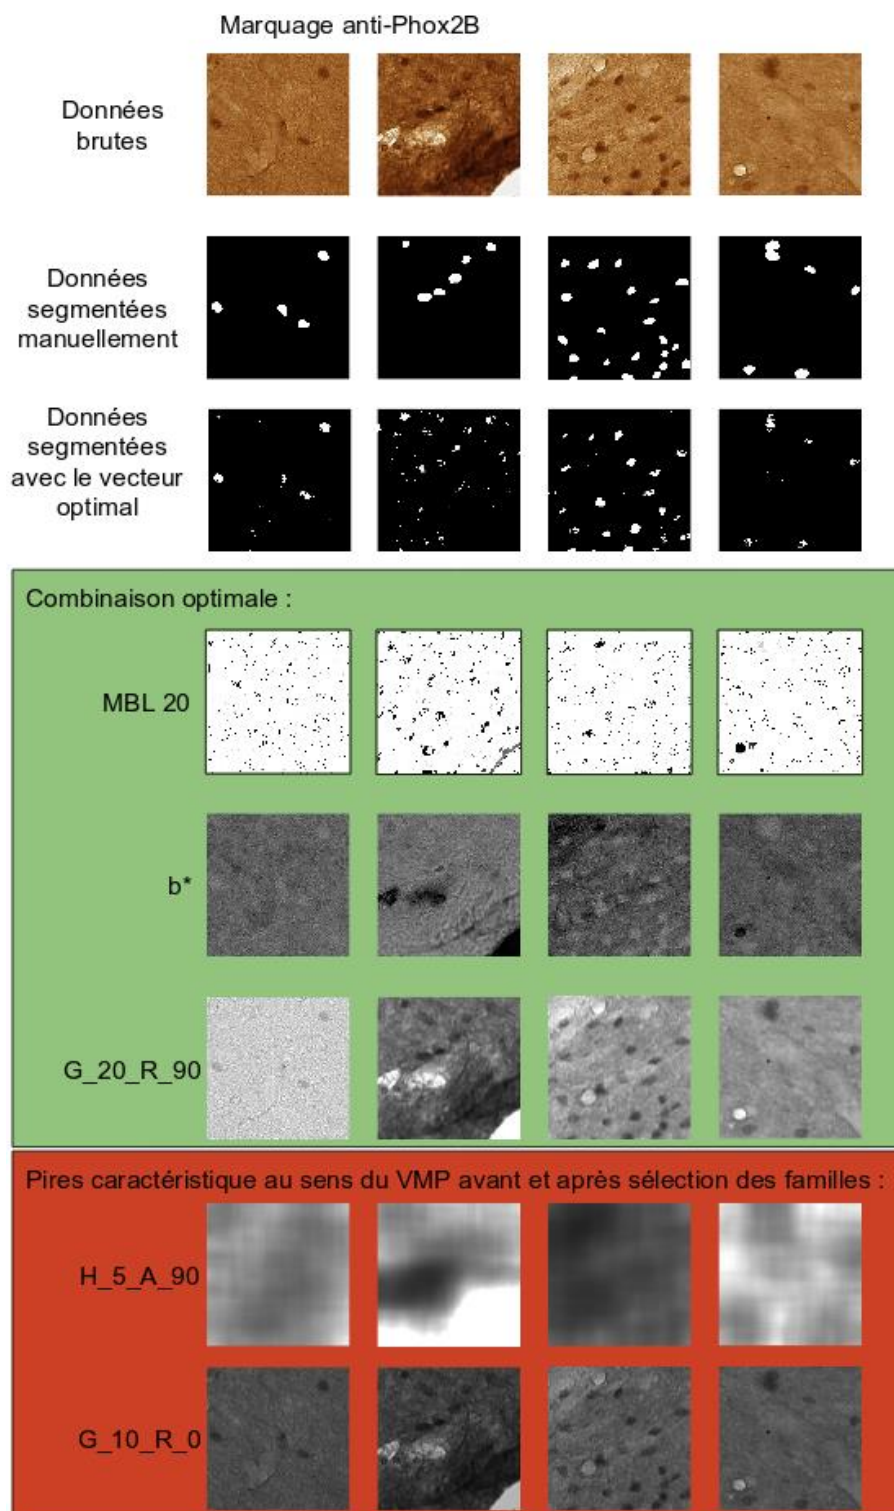 Marquage anti-Phox2B
Données
brutes
Données
segmentées
manuellement
Données
segmentées
avec le vecteur
optimal
Combinaison optimale :
MBL 20
b*
G_20_R_90
Pires caractéristique au sens du VMP avant et après sélection des familles :
H_5_A_90
G_10_R_0